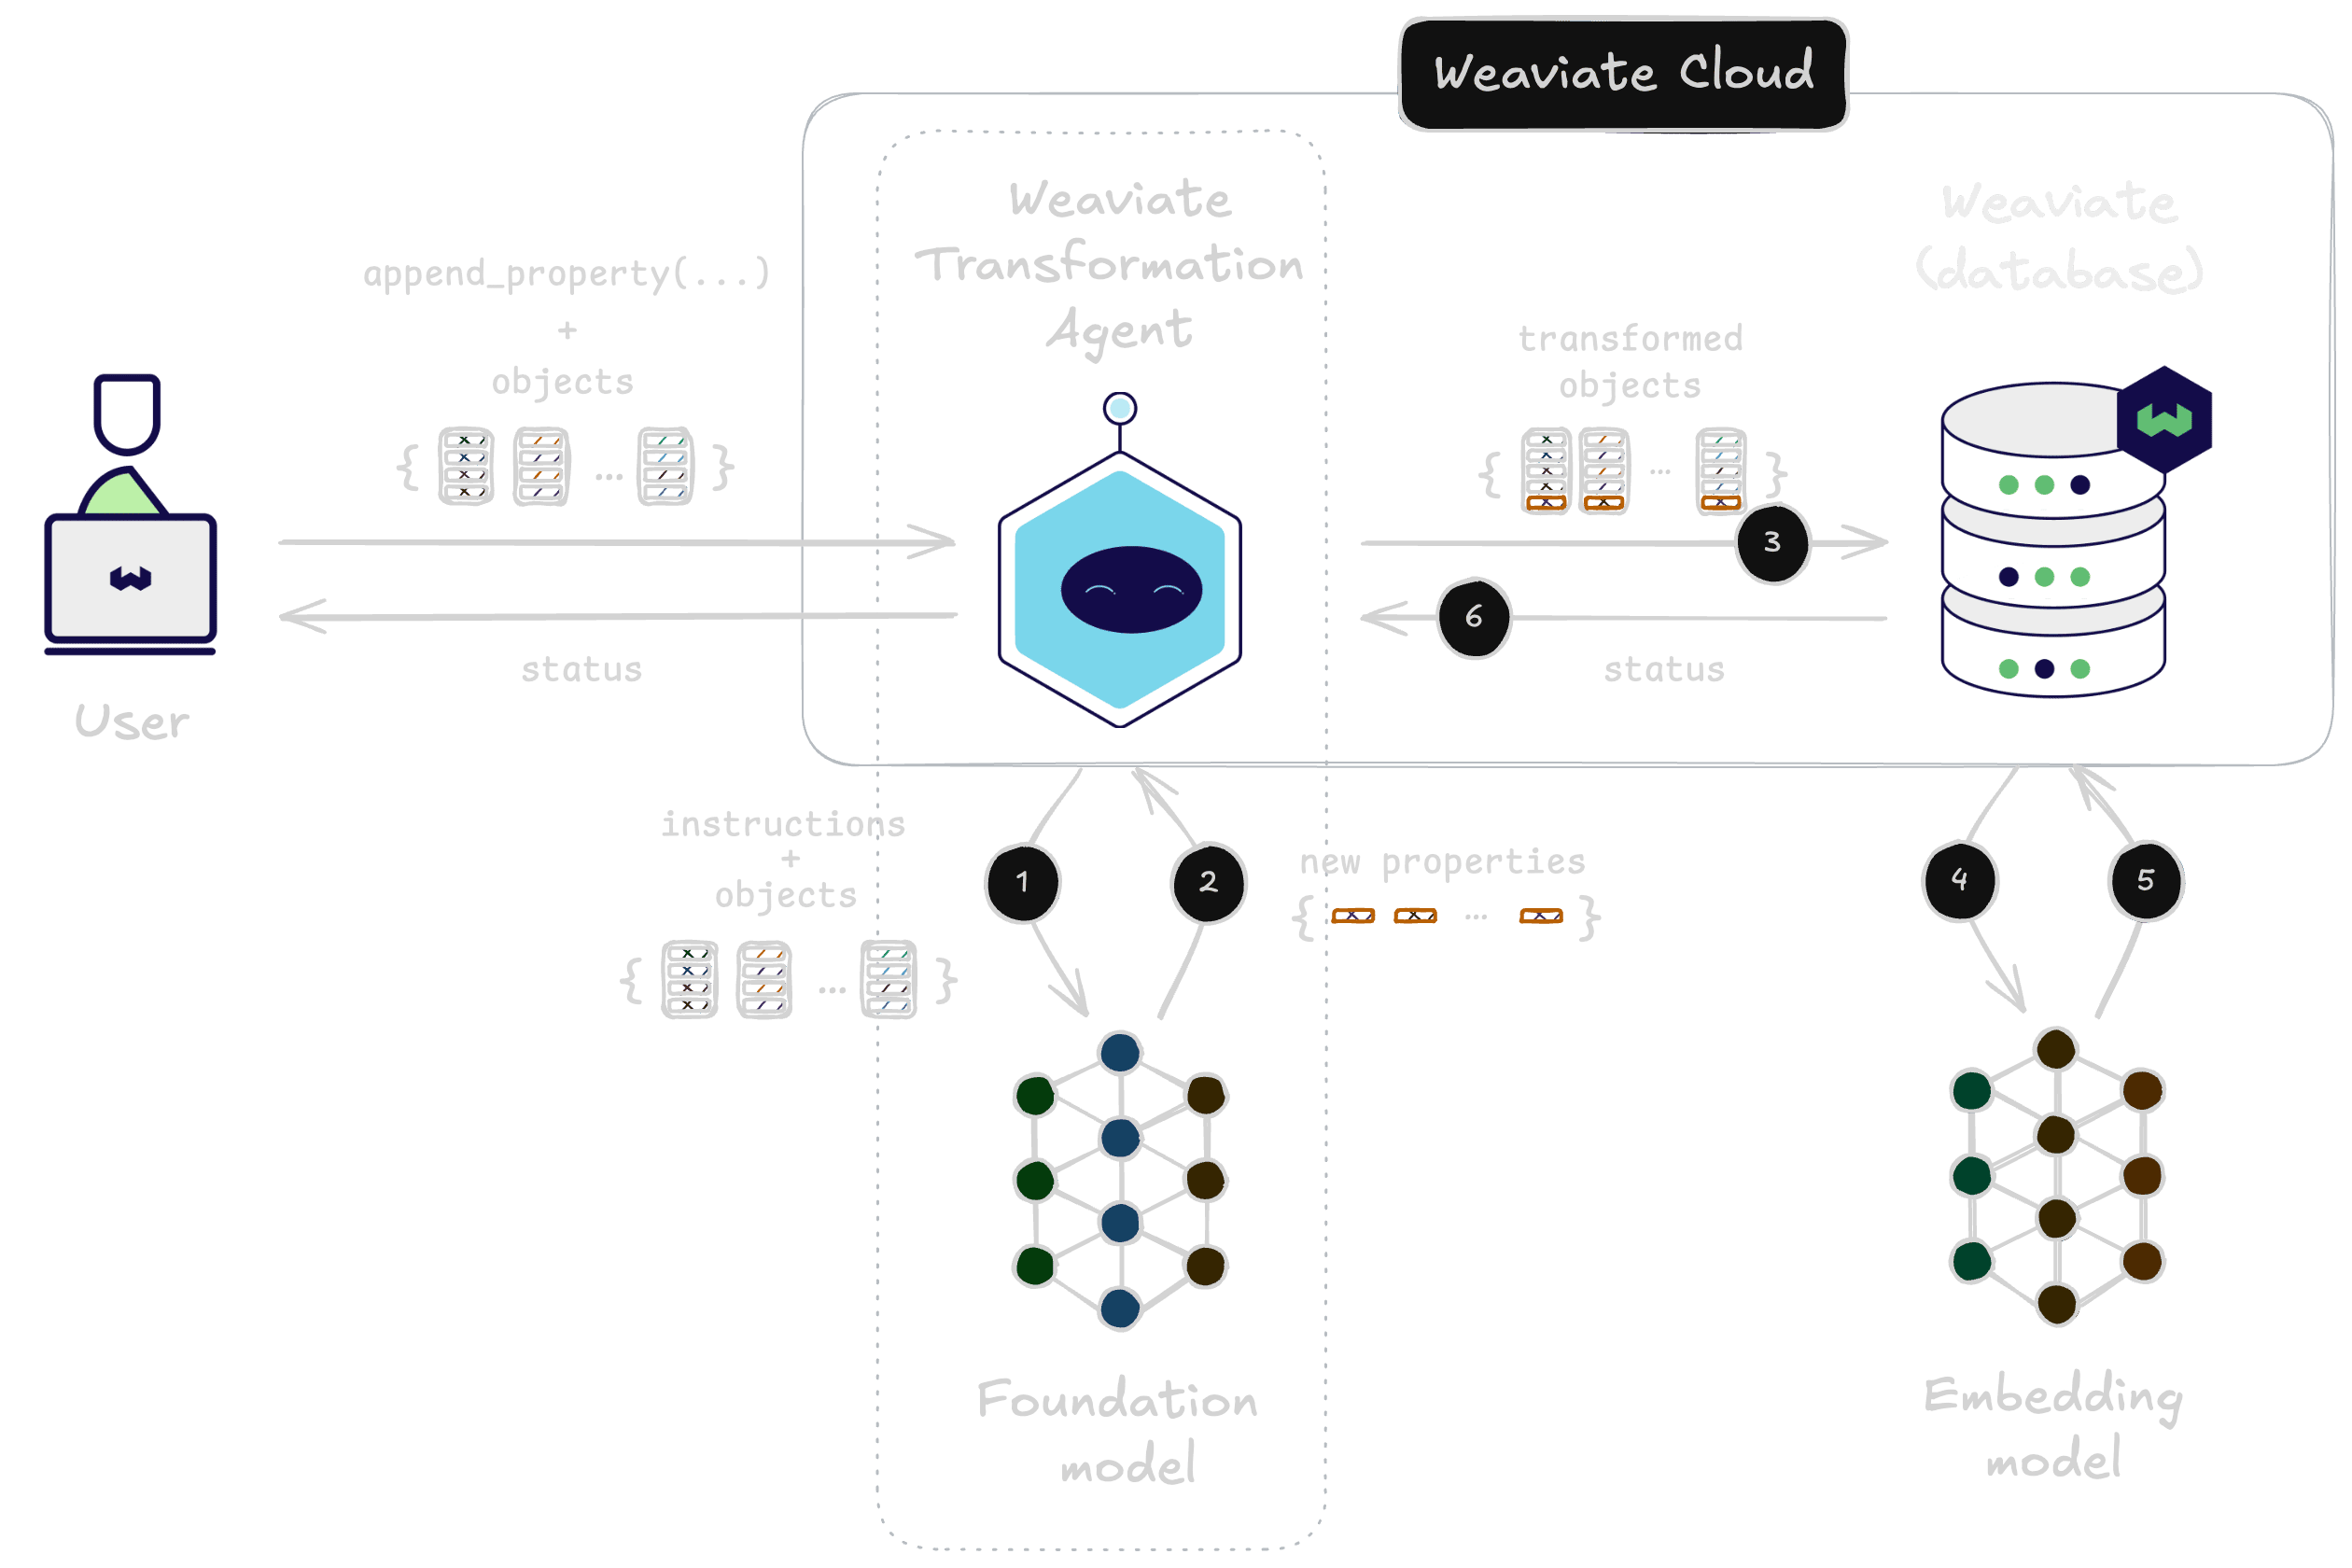 Weaviate Cloud
Weaviate
Transformation
Agent
Weaviate
(database)
append_property(...)
+
objects
{ ... }
transformed
objects
{ ... }
3
6
status
status
User
instructions
+
objects
{ ... }
1
2
new properties
{ ... }
4
5
Foundation
model
Embedding
model